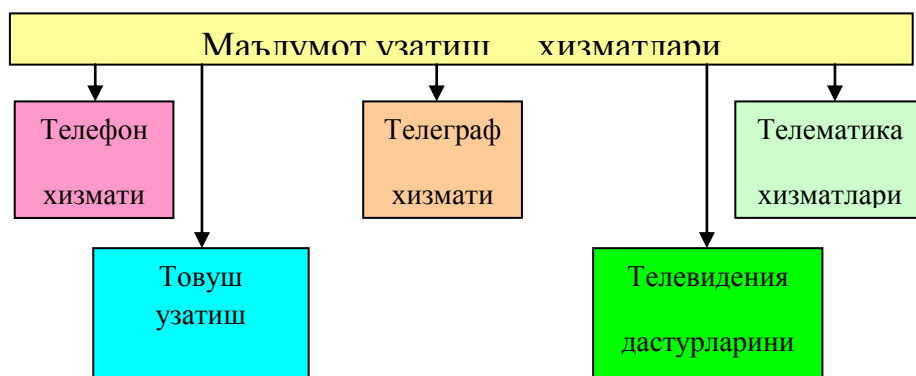 Маълумот узатиш хизматлари
Телефон
хизмати
Телеграф
хизмати
Телематика
хизматлари
Товуш
узатиш
Телевидения
дастурларини